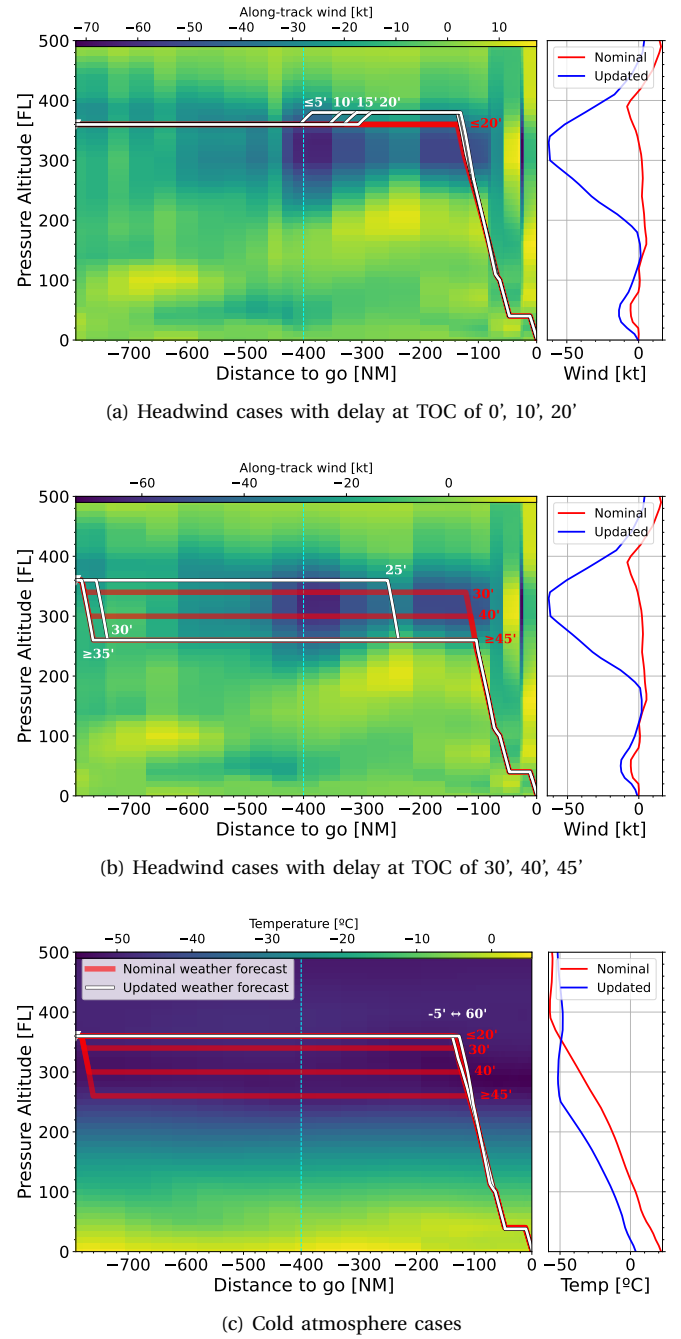 Along-track wind [kt]
−70 −60 −50 −40 −30 −20 −10 0 10
500
400
300
200
100
0
Pressure Altitude [FL]
≤5' 10' 15' 20'
≤20'
−700 −600 −500 −400 −300 −200 −100 0
Distance to go [NM]
Nominal
Updated
−50 0
Wind [kt]
(a) Headwind cases with delay at TOC of 0’, 10’, 20’
Along-track wind [kt]
−60 −40 −20 0
500
400
300
200
100
0
Pressure Altitude [FL]
25'
30'
40'
30'
≥45'
≥35'
−700 −600 −500 −400 −300 −200 −100 0
Distance to go [NM]
Nominal
Updated
−50 0
Wind [kt]
(b) Headwind cases with delay at TOC of 30’, 40’, 45’
Temperature [ºC]
−50 −40 −30 −20 −10 0
500
400
300
200
100
0
Pressure Altitude [FL]
Nominal weather forecast
Updated weather forecast
-5' ↔ 60'
≤20'
30'
40'
≥45'
−700 −600 −500 −400 −300 −200 −100 0
Distance to go [NM]
Nominal
Updated
−50 0
Temp [ºC]
(c) Cold atmosphere cases